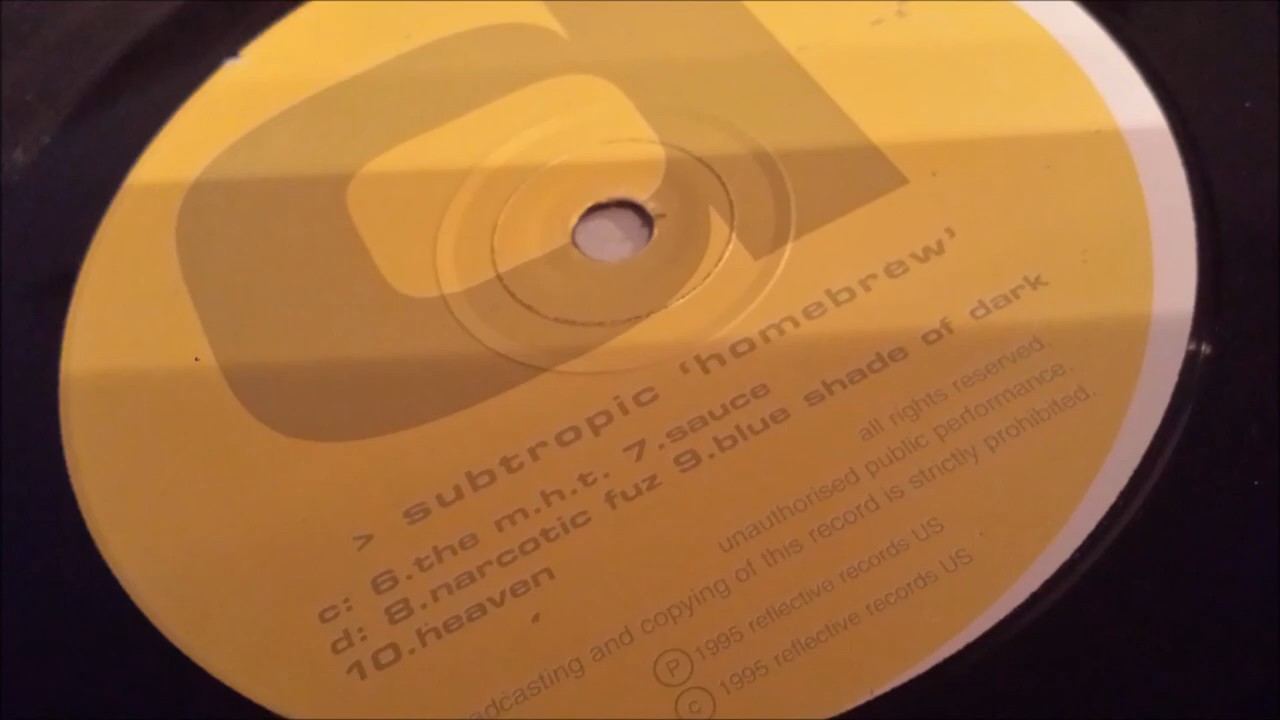 d
> subtropic 'homebrew'
c: 6.the m.h.t. 7.sauce
d: 8.narcotic fuz 9.blue shade of dark
10.heaven
all rights reserved.
unauthorised public performance,
adcasting and copying of this record is strictly prohibited.
Ⓟ 1995 reflective records US
© 1995 reflective records US